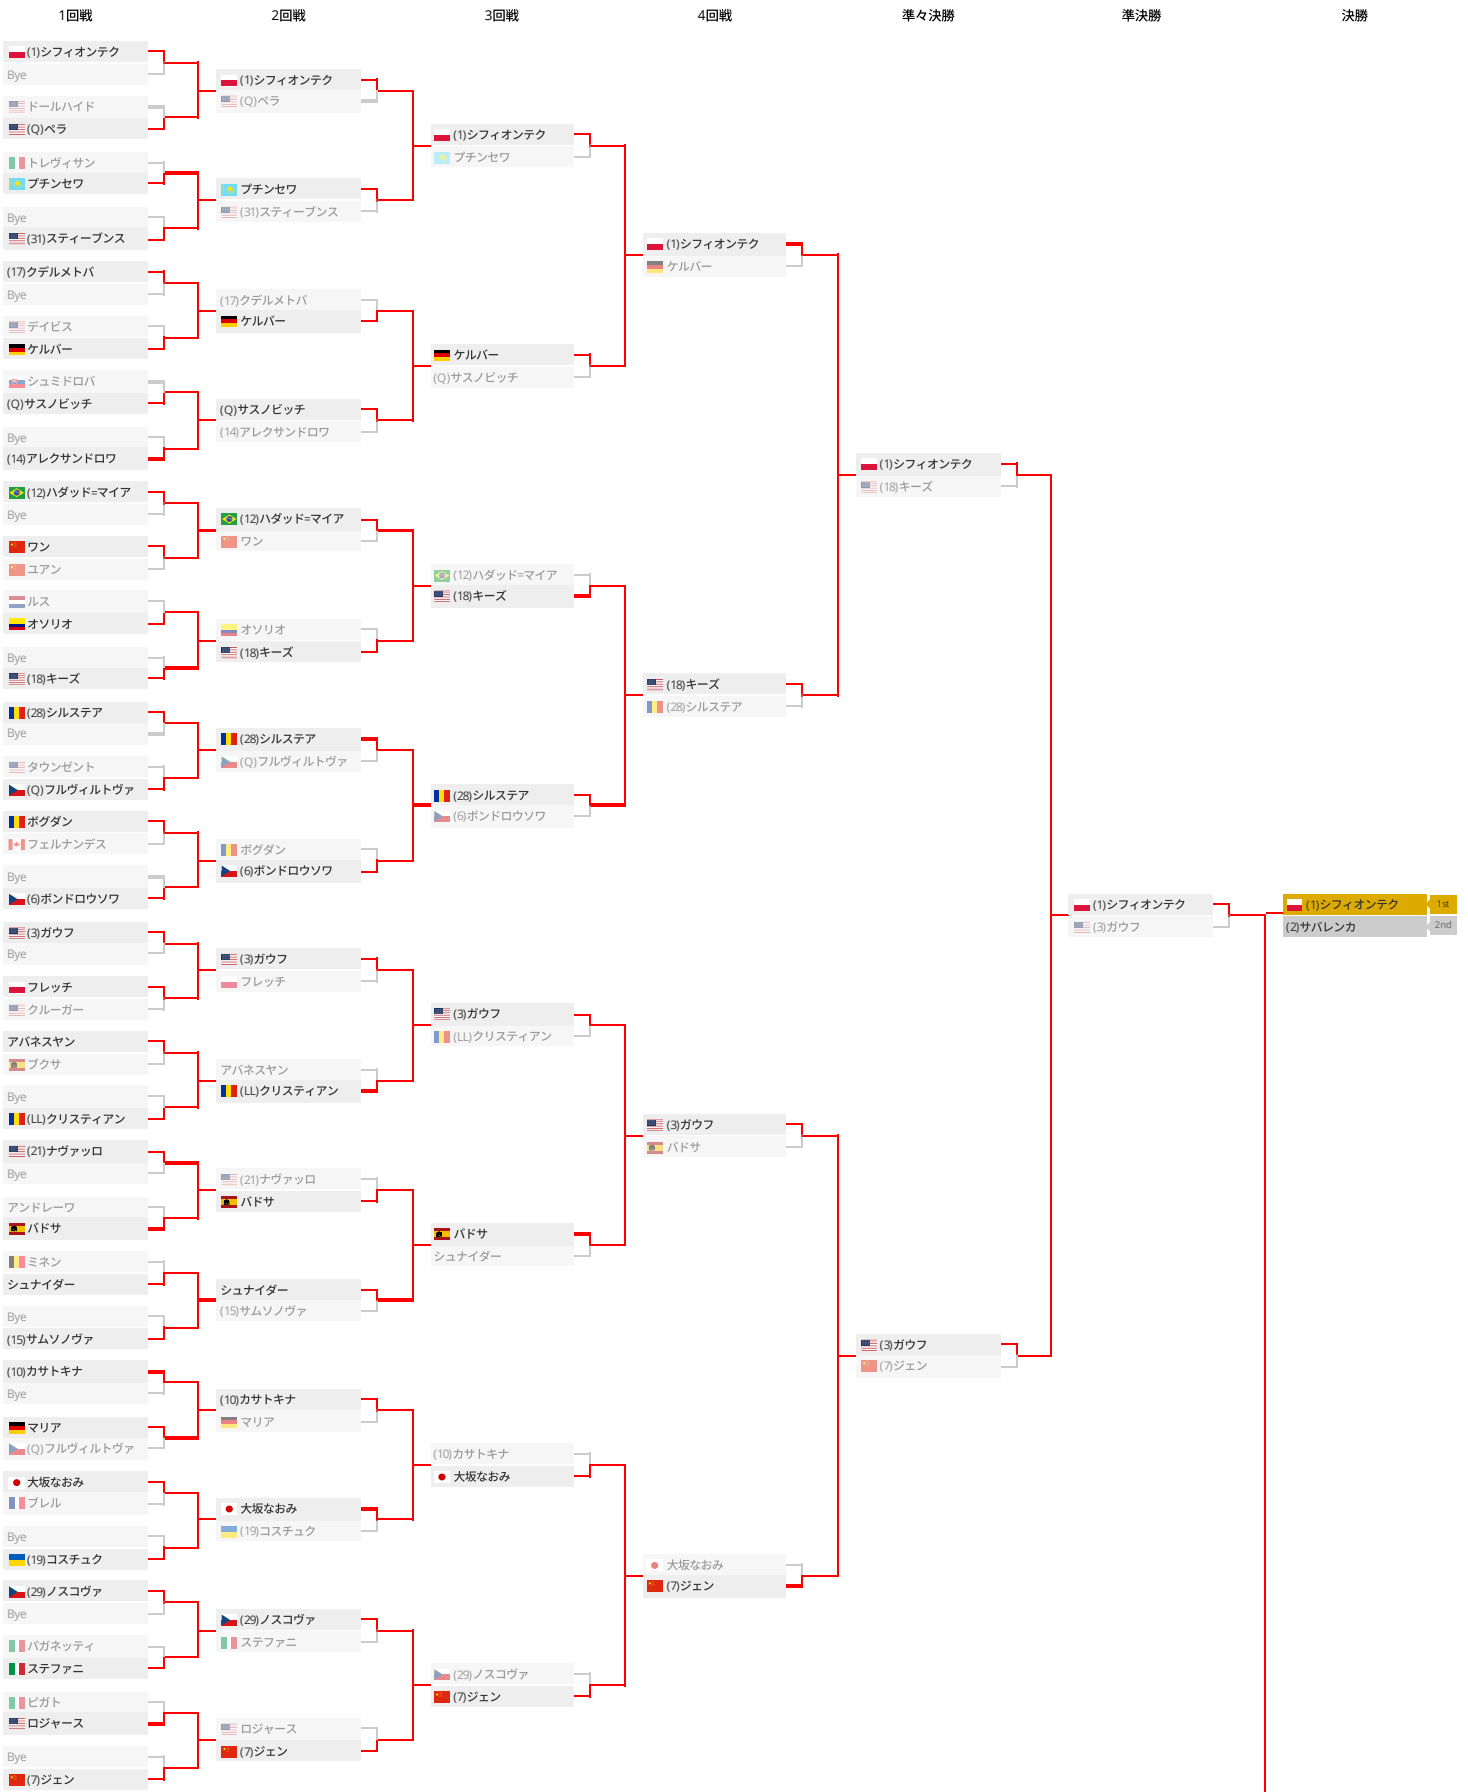 1回戦
2回戦
3回戦
4回戦
準々決勝
準決勝
決勝
(1)シフィオンテク
Bye
ドールハイド
(Q)ペラ
トレヴィサン
プチンセワ
Bye
(31)スティーブンス
(17)クデルメトバ
Bye
デイビス
ケルバー
シュミドロバ
(Q)サスノビッチ
Bye
(14)アレクサンドロワ
(12)ハダッド=マイア
Bye
ワン
ユアン
ルス
オソリオ
Bye
(18)キーズ
(28)シルステア
Bye
タウンゼント
(Q)フルヴィルトヴァ
ボグダン
フェルナンデス
Bye
(6)ボンドロウソワ
(3)ガウフ
Bye
フレッチ
クルーガー
アバネスヤン
ブクサ
Bye
(LL)クリスティアン
(21)ナヴァッロ
Bye
アンドレーワ
バドサ
ミネン
シュナイダー
Bye
(15)サムソノヴァ
(10)カサトキナ
Bye
マリア
(Q)フルヴィルトヴァ
大坂なおみ
ブレル
Bye
(19)コスチュク
(29)ノスコヴァ
Bye
パガネッティ
ステファニ
ピガト
ロジャース
Bye
(7)ジェン
(1)シフィオンテク
(Q)ペラ
プチンセワ
(31)スティーブンス
(17)クデルメトバ
ケルバー
(Q)サスノビッチ
(14)アレクサンドロワ
(12)ハダッド=マイア
ワン
オソリオ
(18)キーズ
(28)シルステア
(Q)フルヴィルトヴァ
ボグダン
(6)ボンドロウソワ
(3)ガウフ
フレッチ
アバネスヤン
(LL)クリスティアン
(21)ナヴァッロ
バドサ
シュナイダー
(15)サムソノヴァ
(10)カサトキナ
マリア
大坂なおみ
(19)コスチュク
(29)ノスコヴァ
ステファニ
ロジャース
(7)ジェン
(1)シフィオンテク
プチンセワ
ケルバー
(Q)サスノビッチ
(12)ハダッド=マイア
(18)キーズ
(28)シルステア
(6)ボンドロウソワ
(3)ガウフ
(LL)クリスティアン
バドサ
シュナイダー
(10)カサトキナ
大坂なおみ
(29)ノスコヴァ
(7)ジェン
(1)シフィオンテク
ケルバー
(18)キーズ
(28)シルステア
(3)ガウフ
バドサ
大坂なおみ
(7)ジェン
(1)シフィオンテク
(18)キーズ
(3)ガウフ
(7)ジェン
(1)シフィオンテク
(3)ガウフ
(1)シフィオンテク 1st
(2)サバレンカ 2nd